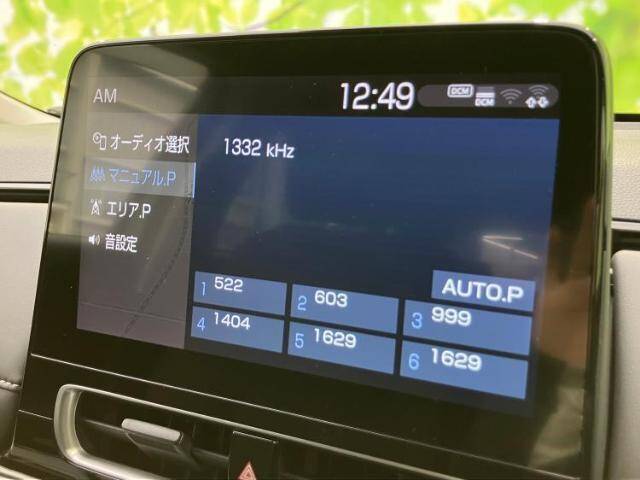 AM
12:49
DCM
DCM
オーディオ選択
マニュアル.P
エリア.P
音設定
1332 kHz
AUTO.P
1 522
2 603
3 999
4 1404
5 1629
6 1629